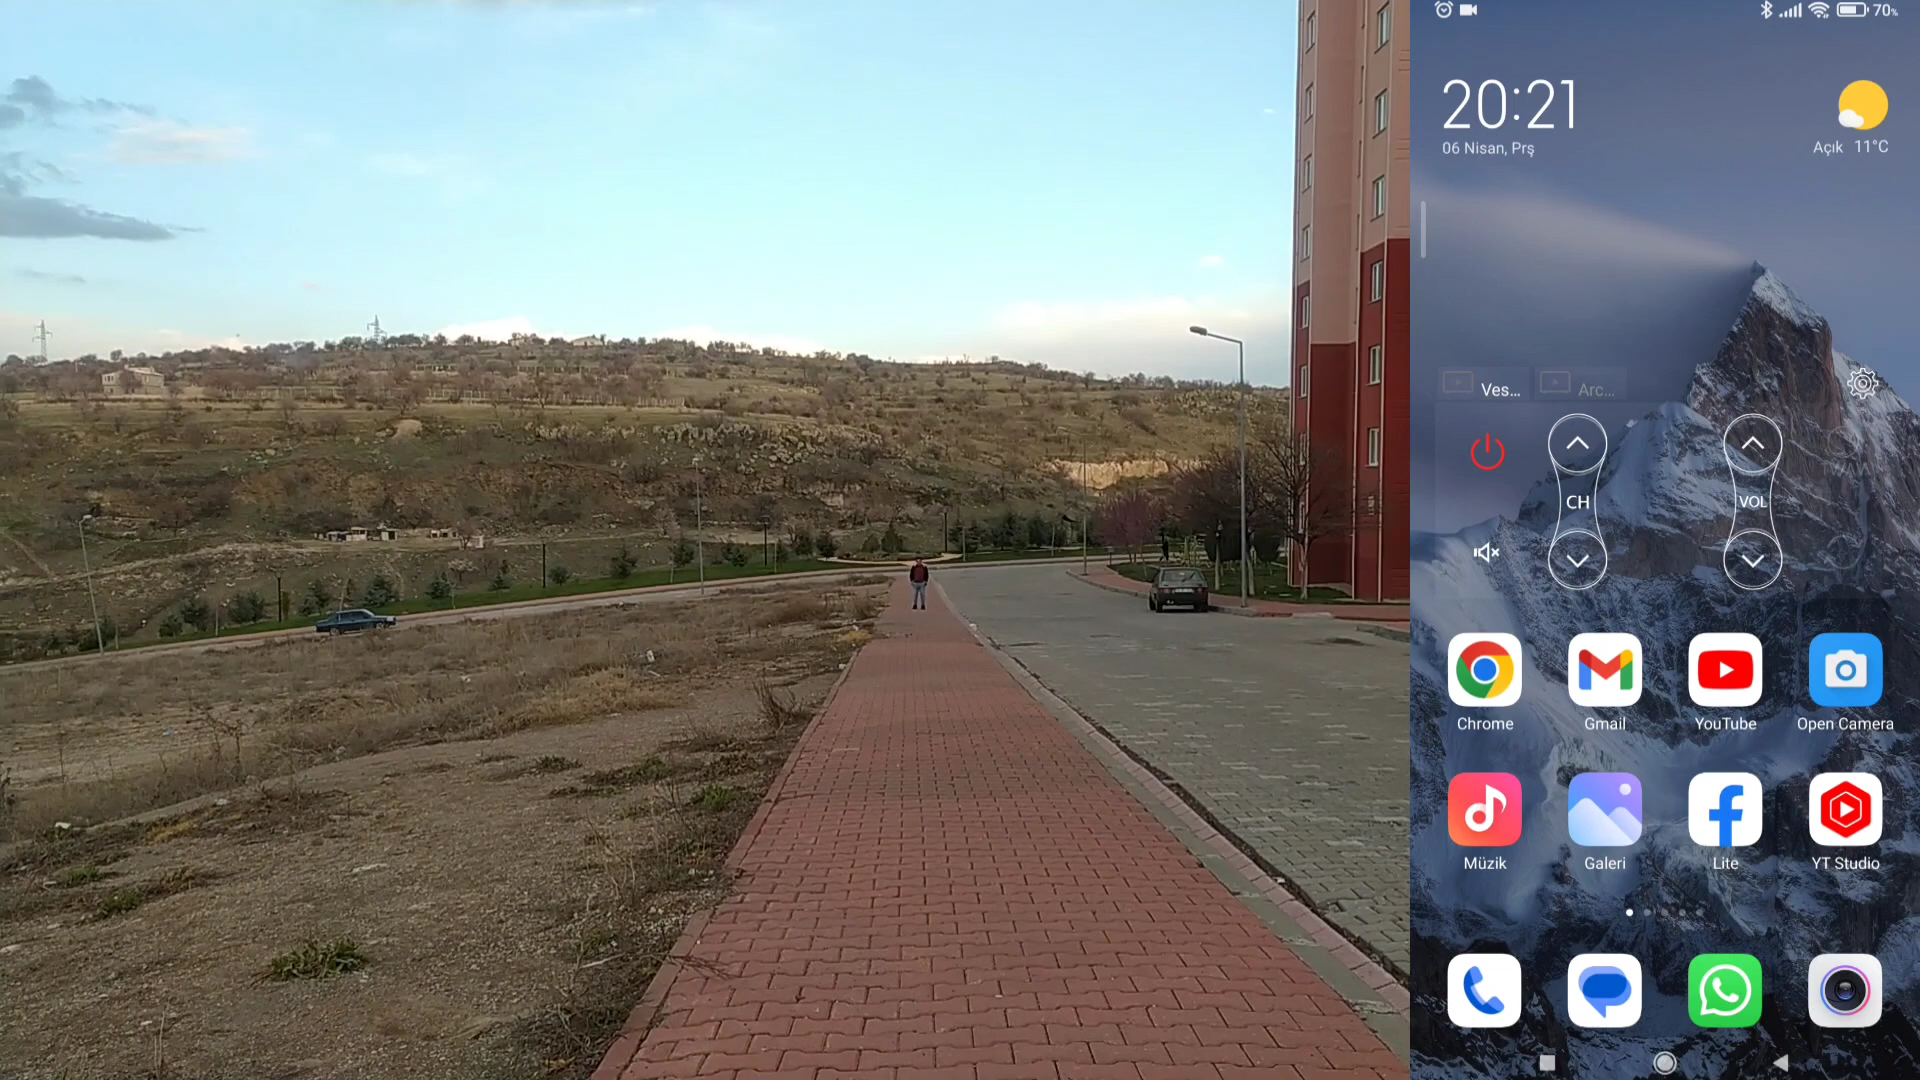 70%
20:21
06 Nisan, Prş
Açık 11°C
Ves...
Arc...
CH
VOL
Chrome
Gmail
YouTube
Open Camera
Müzik
Galeri
Lite
YT Studio